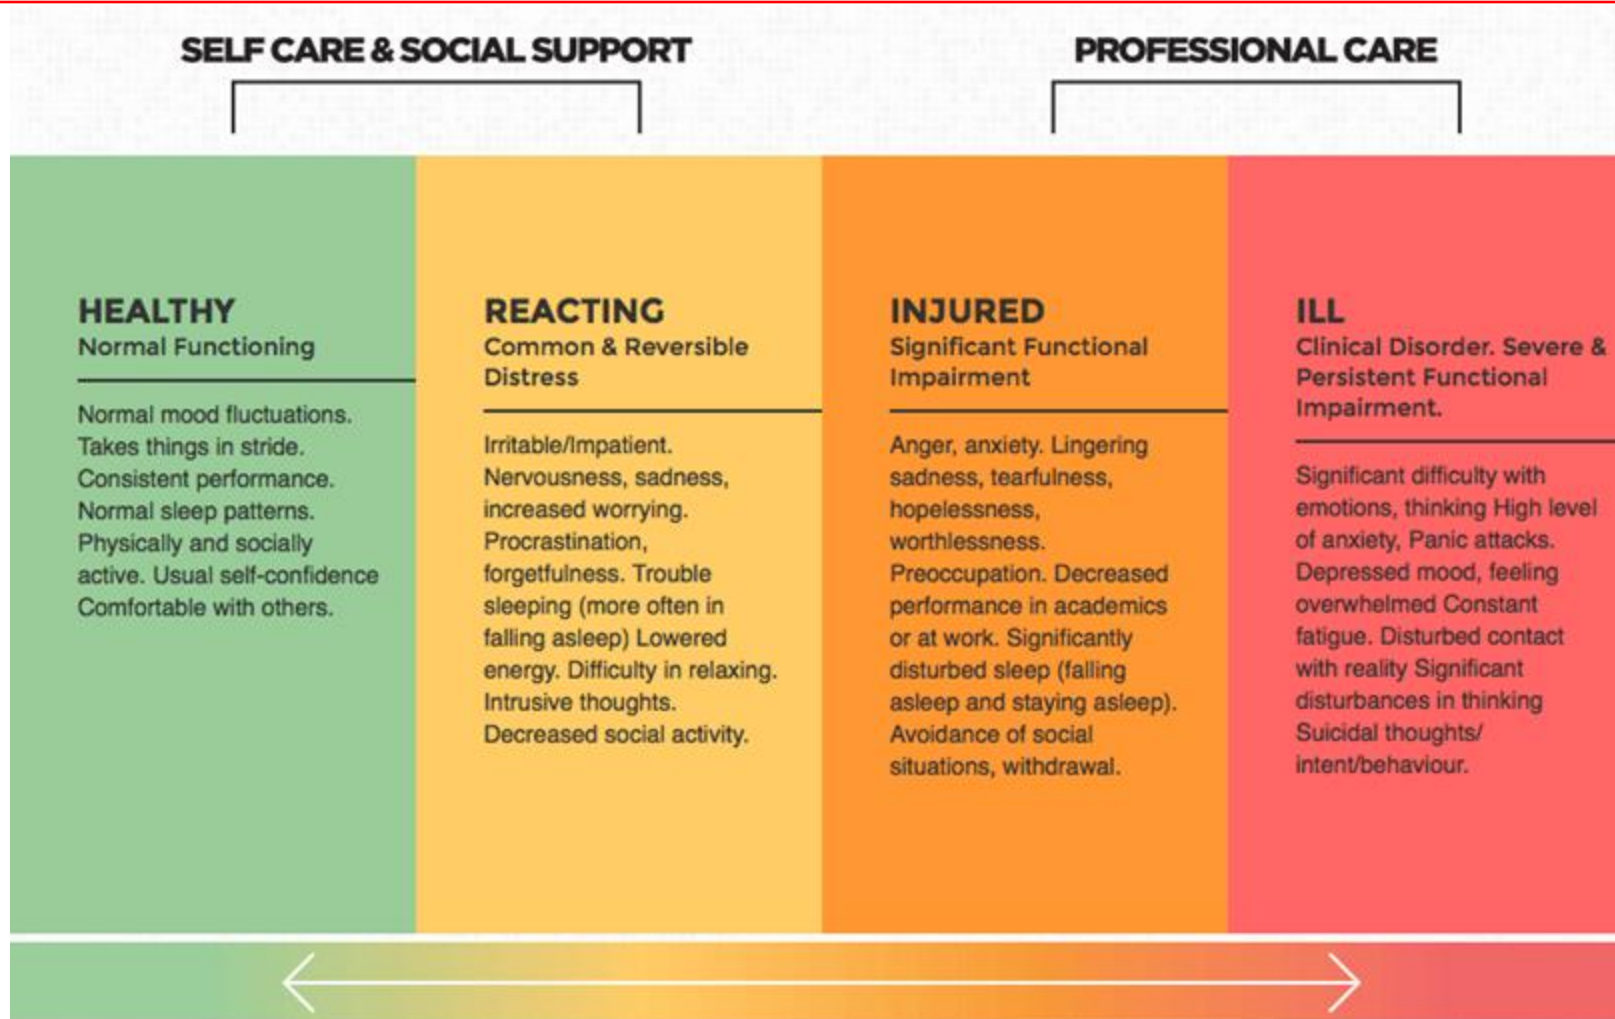 SELF CARE & SOCIAL SUPPORT
PROFESSIONAL CARE
HEALTHY
Normal Functioning
Normal mood fluctuations.
Takes things in stride.
Consistent performance.
Normal sleep patterns.
Physically and socially
active. Usual self-confidence
Comfortable with others.
REACTING
Common & Reversible
Distress
Irritable/Impatient.
Nervousness, sadness,
increased worrying.
Procrastination,
forgetfulness. Trouble
sleeping (more often in
falling asleep) Lowered
energy. Difficulty in relaxing.
Intrusive thoughts.
Decreased social activity.
INJURED
Significant Functional
Impairment
Anger, anxiety. Lingering
sadness, tearfulness,
hopelessness,
worthlessness.
Preoccupation. Decreased
performance in academics
or at work. Significantly
disturbed sleep (falling
asleep and staying asleep).
Avoidance of social
situations, withdrawal.
ILL
Clinical Disorder. Severe &
Persistent Functional
Impairment.
Significant difficulty with
emotions, thinking High level
of anxiety, Panic attacks.
Depressed mood, feeling
overwhelmed Constant
fatigue. Disturbed contact
with reality Significant
disturbances in thinking
Suicidal thoughts/
intent/behaviour.